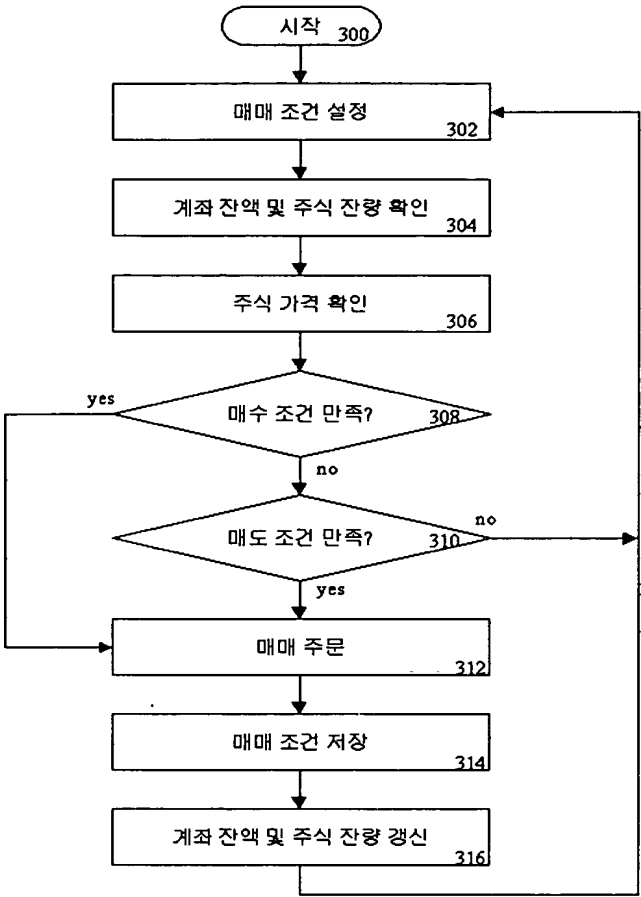 시작 300
매매 조건 설정 302
계좌 잔액 및 주식 잔량 확인 304
주식 가격 확인 306
yes
매수 조건 만족? 308
no
매도 조건 만족? 310
no
yes
매매 주문 312
매매 조건 저장 314
계좌 잔액 및 주식 잔량 갱신 316